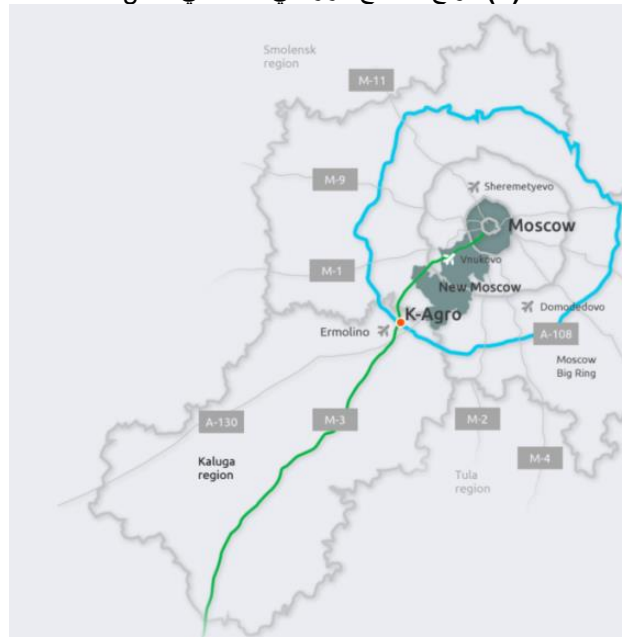 Smolensk
region
M-11
M-9
Sheremetyevo
Moscow
M-1
Vnukovo
New Moscow
K-Agro
Domodedovo
Ermolino
A-108
Moscow
Big Ring
A-130
M-3
M-2
Kaluga
region
M-4
Tula
region